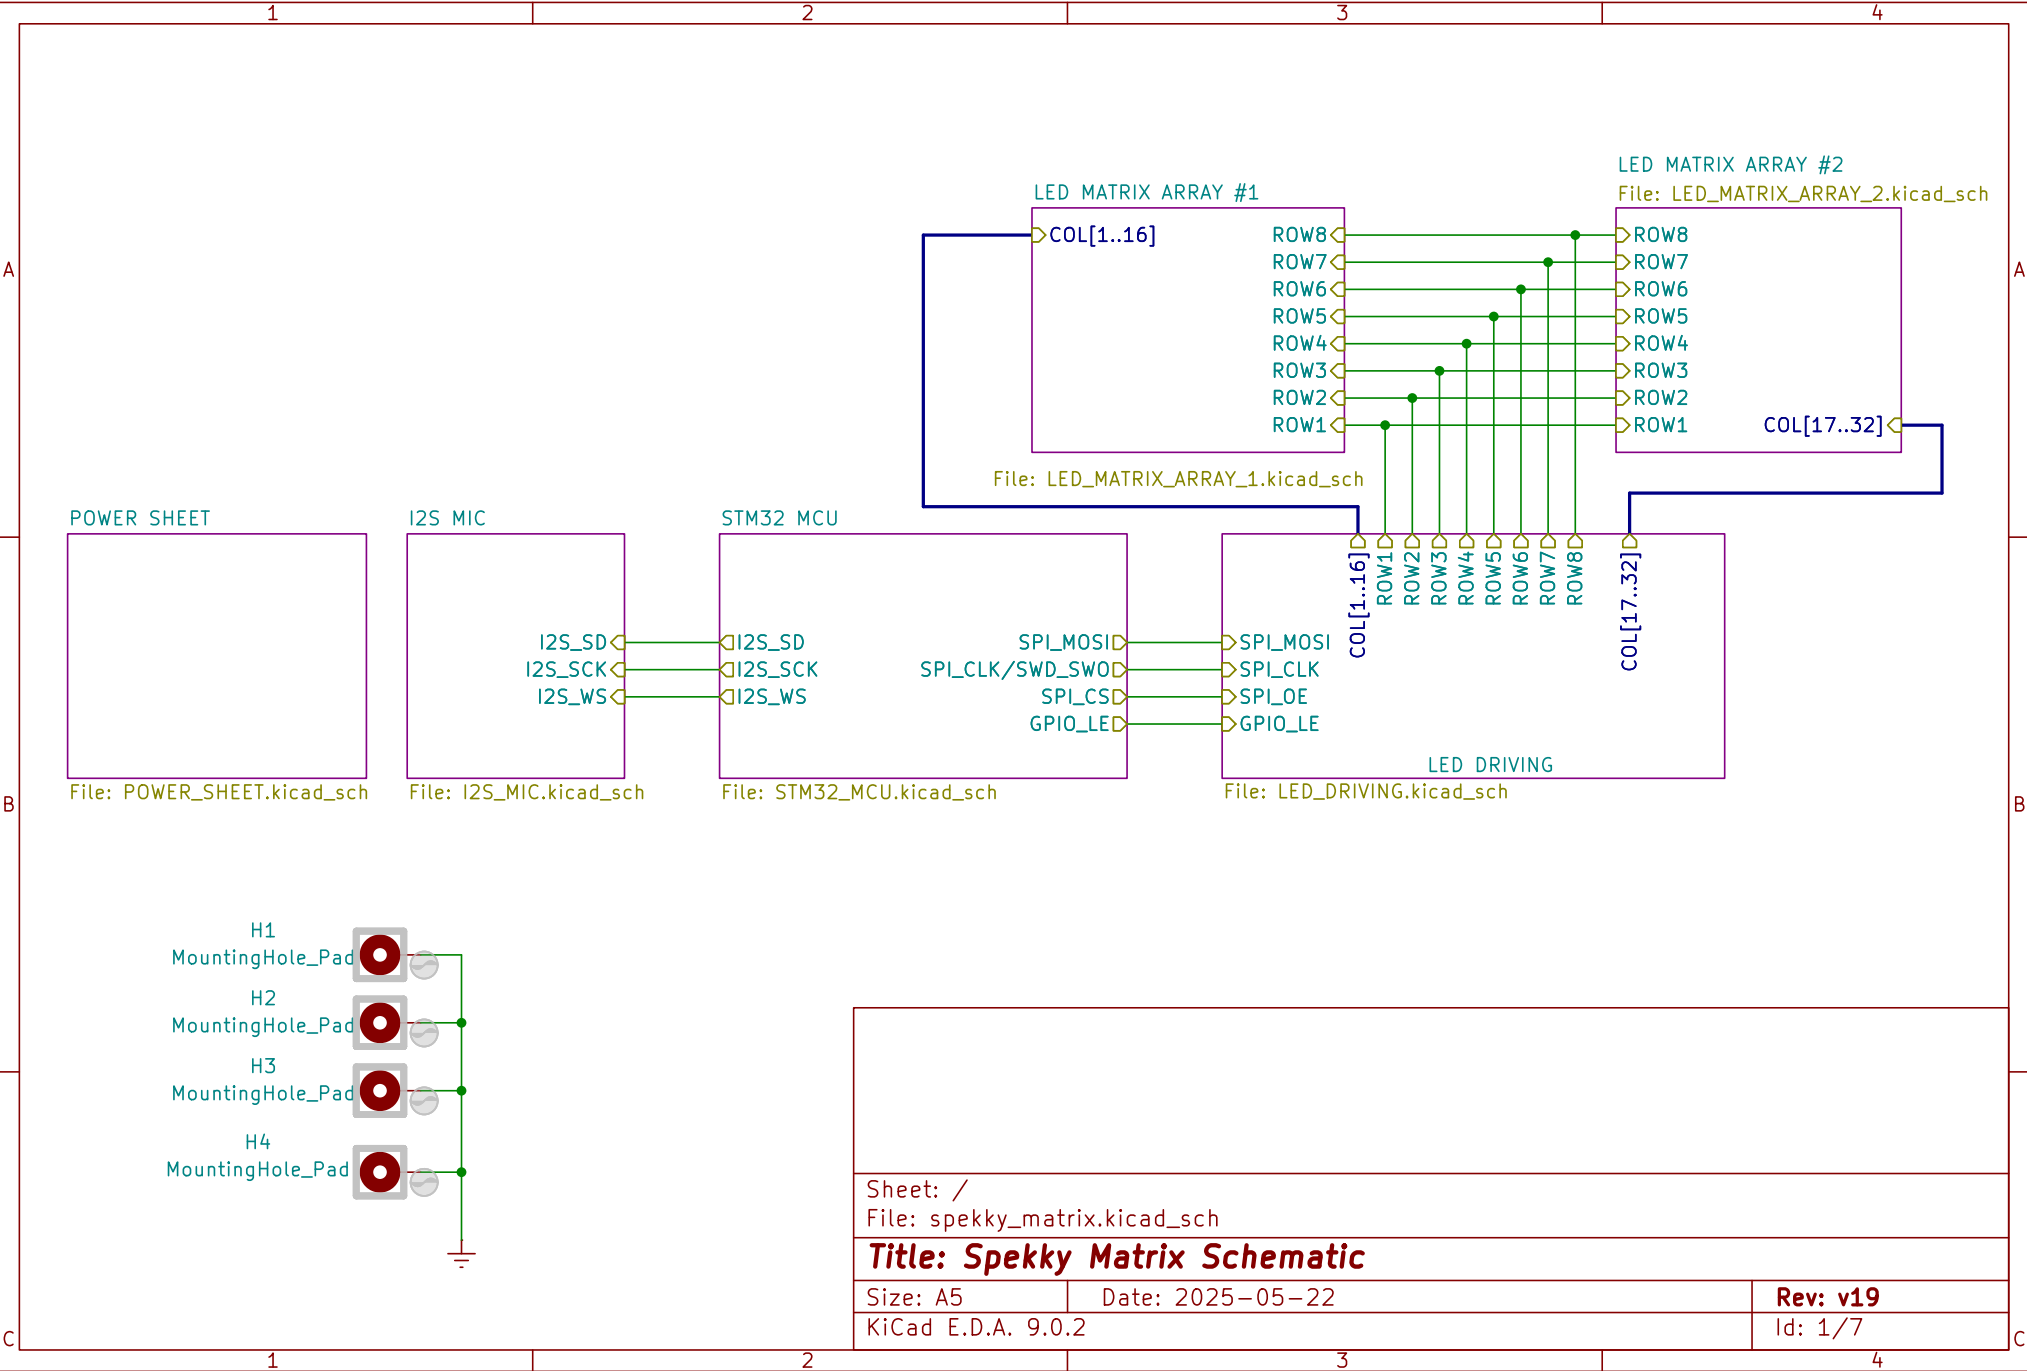 1 2 3 4
A A
B B
C C
1 2 3 4
LED MATRIX ARRAY #1
COL[1..16]
ROW8
ROW7
ROW6
ROW5
ROW4
ROW3
ROW2
ROW1
File: LED_MATRIX_ARRAY_1.kicad_sch
LED MATRIX ARRAY #2
File: LED_MATRIX_ARRAY_2.kicad_sch
ROW8
ROW7
ROW6
ROW5
ROW4
ROW3
ROW2
ROW1
COL[17..32]
POWER SHEET
File: POWER_SHEET.kicad_sch
I2S MIC
I2S_SD
I2S_SCK
I2S_WS
File: I2S_MIC.kicad_sch
STM32 MCU
I2S_SD
I2S_SCK
I2S_WS
SPI_MOSI
SPI_CLK/SWD_SWO
SPI_CS
GPIO_LE
File: STM32_MCU.kicad_sch
COL[1..16]
ROW1
ROW2
ROW3
ROW4
ROW5
ROW6
ROW7
ROW8
COL[17..32]
SPI_MOSI
SPI_CLK
SPI_OE
GPIO_LE
LED DRIVING
File: LED_DRIVING.kicad_sch
H1
MountingHole_Pad
H2
MountingHole_Pad
H3
MountingHole_Pad
H4
MountingHole_Pad
Sheet: /
File: spekky_matrix.kicad_sch
Title: Spekky Matrix Schematic
Size: A5 Date: 2025-05-22 Rev: v19
KiCad E.D.A. 9.0.2 Id: 1/7